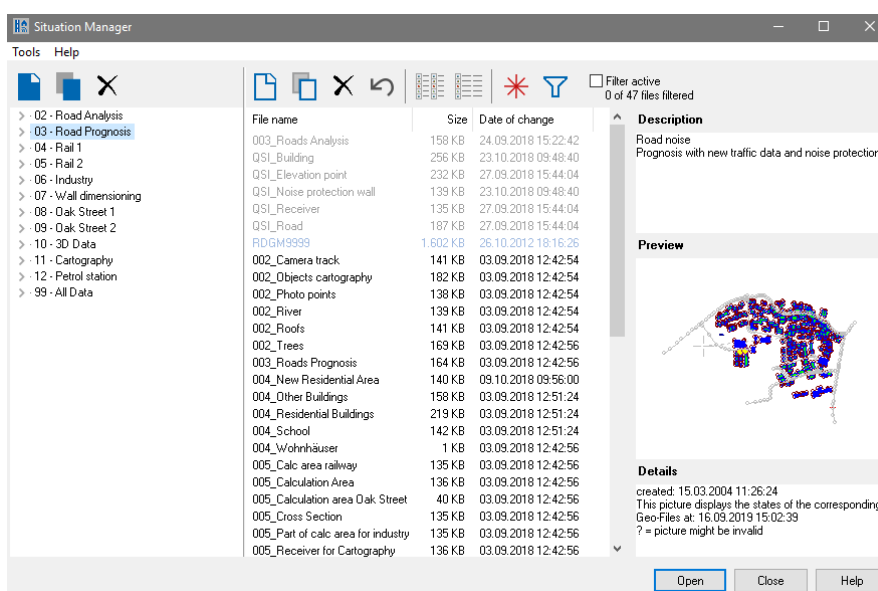 Situation Manager
Tools Help
Filter active
0 of 47 files filtered
02 - Road Analysis
03 - Road Prognosis
04 - Rail 1
05 - Rail 2
06 - Industry
07 - Wall dimensioning
08 - Oak Street 1
09 - Oak Street 2
10 - 3D Data
11 - Cartography
12 - Petrol station
99 - All Data
File name Size Date of change
003_Roads Analysis 158 KB 24.09.2018 15:22:42
QSI_Building 256 KB 23.10.2018 09:48:40
QSI_Elevation point 232 KB 27.09.2018 15:44:04
QSI_Noise protection wall 139 KB 23.10.2018 09:48:40
QSI_Receiver 135 KB 27.09.2018 15:44:04
QSI_Road 187 KB 27.09.2018 15:44:04
RDGM9999 1.602 KB 26.10.2012 18:16:26
002_Camera track 141 KB 03.09.2018 12:42:54
002_Objects cartography 182 KB 03.09.2018 12:42:54
002_Photo points 138 KB 03.09.2018 12:42:54
002_River 139 KB 03.09.2018 12:42:54
002_Roofs 141 KB 03.09.2018 12:42:54
002_Trees 169 KB 03.09.2018 12:42:56
003_Roads Prognosis 164 KB 03.09.2018 12:42:56
004_New Residential Area 140 KB 09.10.2018 09:56:00
004_Other Buildings 158 KB 03.09.2018 12:51:24
004_Residential Buildings 219 KB 03.09.2018 12:51:24
004_School 142 KB 03.09.2018 12:51:24
004_Wohnhäuser 1 KB 03.09.2018 12:42:56
005_Calc area railway 135 KB 03.09.2018 12:42:56
005_Calculation Area 136 KB 03.09.2018 12:42:56
005_Calculation area Oak Street 40 KB 03.09.2018 12:42:56
005_Cross Section 135 KB 03.09.2018 12:42:56
005_Part of calc area for industry 135 KB 03.09.2018 12:42:56
005_Receiver for Cartography 136 KB 03.09.2018 12:42:56
Description
Road noise
Prognosis with new traffic data and noise protection
Preview
Details
created: 15.03.2004 11:26:24
This picture displays the states of the corresponding
Geo-Files at: 16.09.2019 15:02:39
? = picture might be invalid
Open Close Help